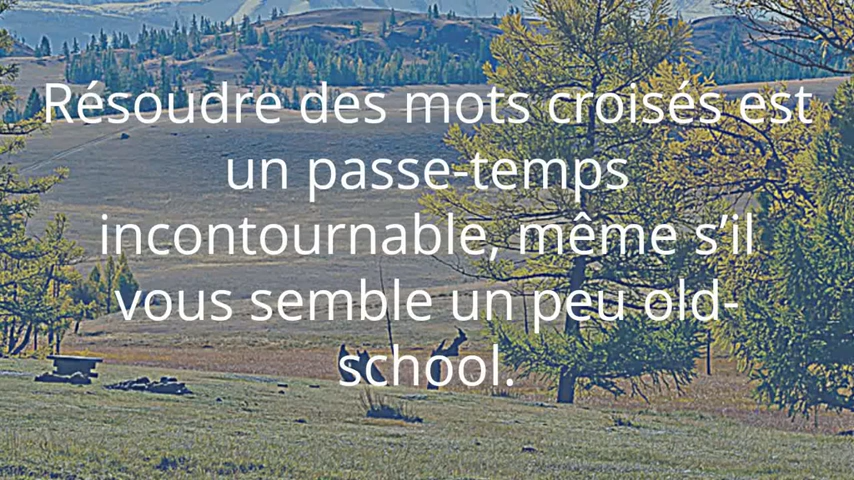 Résoudre des mots croisés est
un passe-temps
incontournable, même s’il
vous semble un peu old-
school.